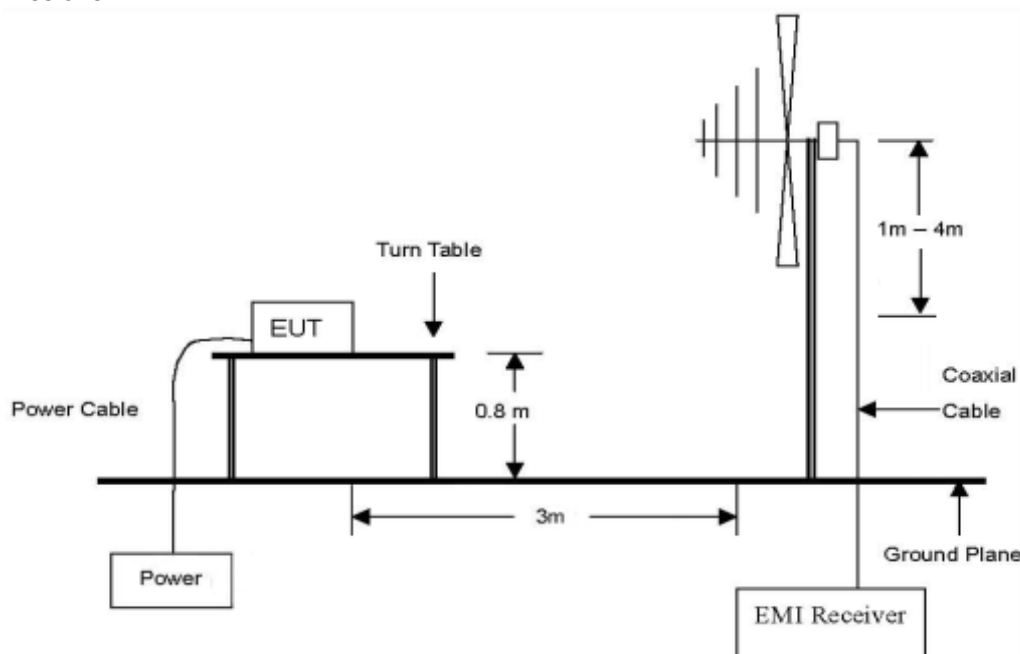 1m – 4m
Turn Table
EUT
Coaxial
Cable
Power Cable
0.8 m
3m
Ground Plane
Power
EMI Receiver